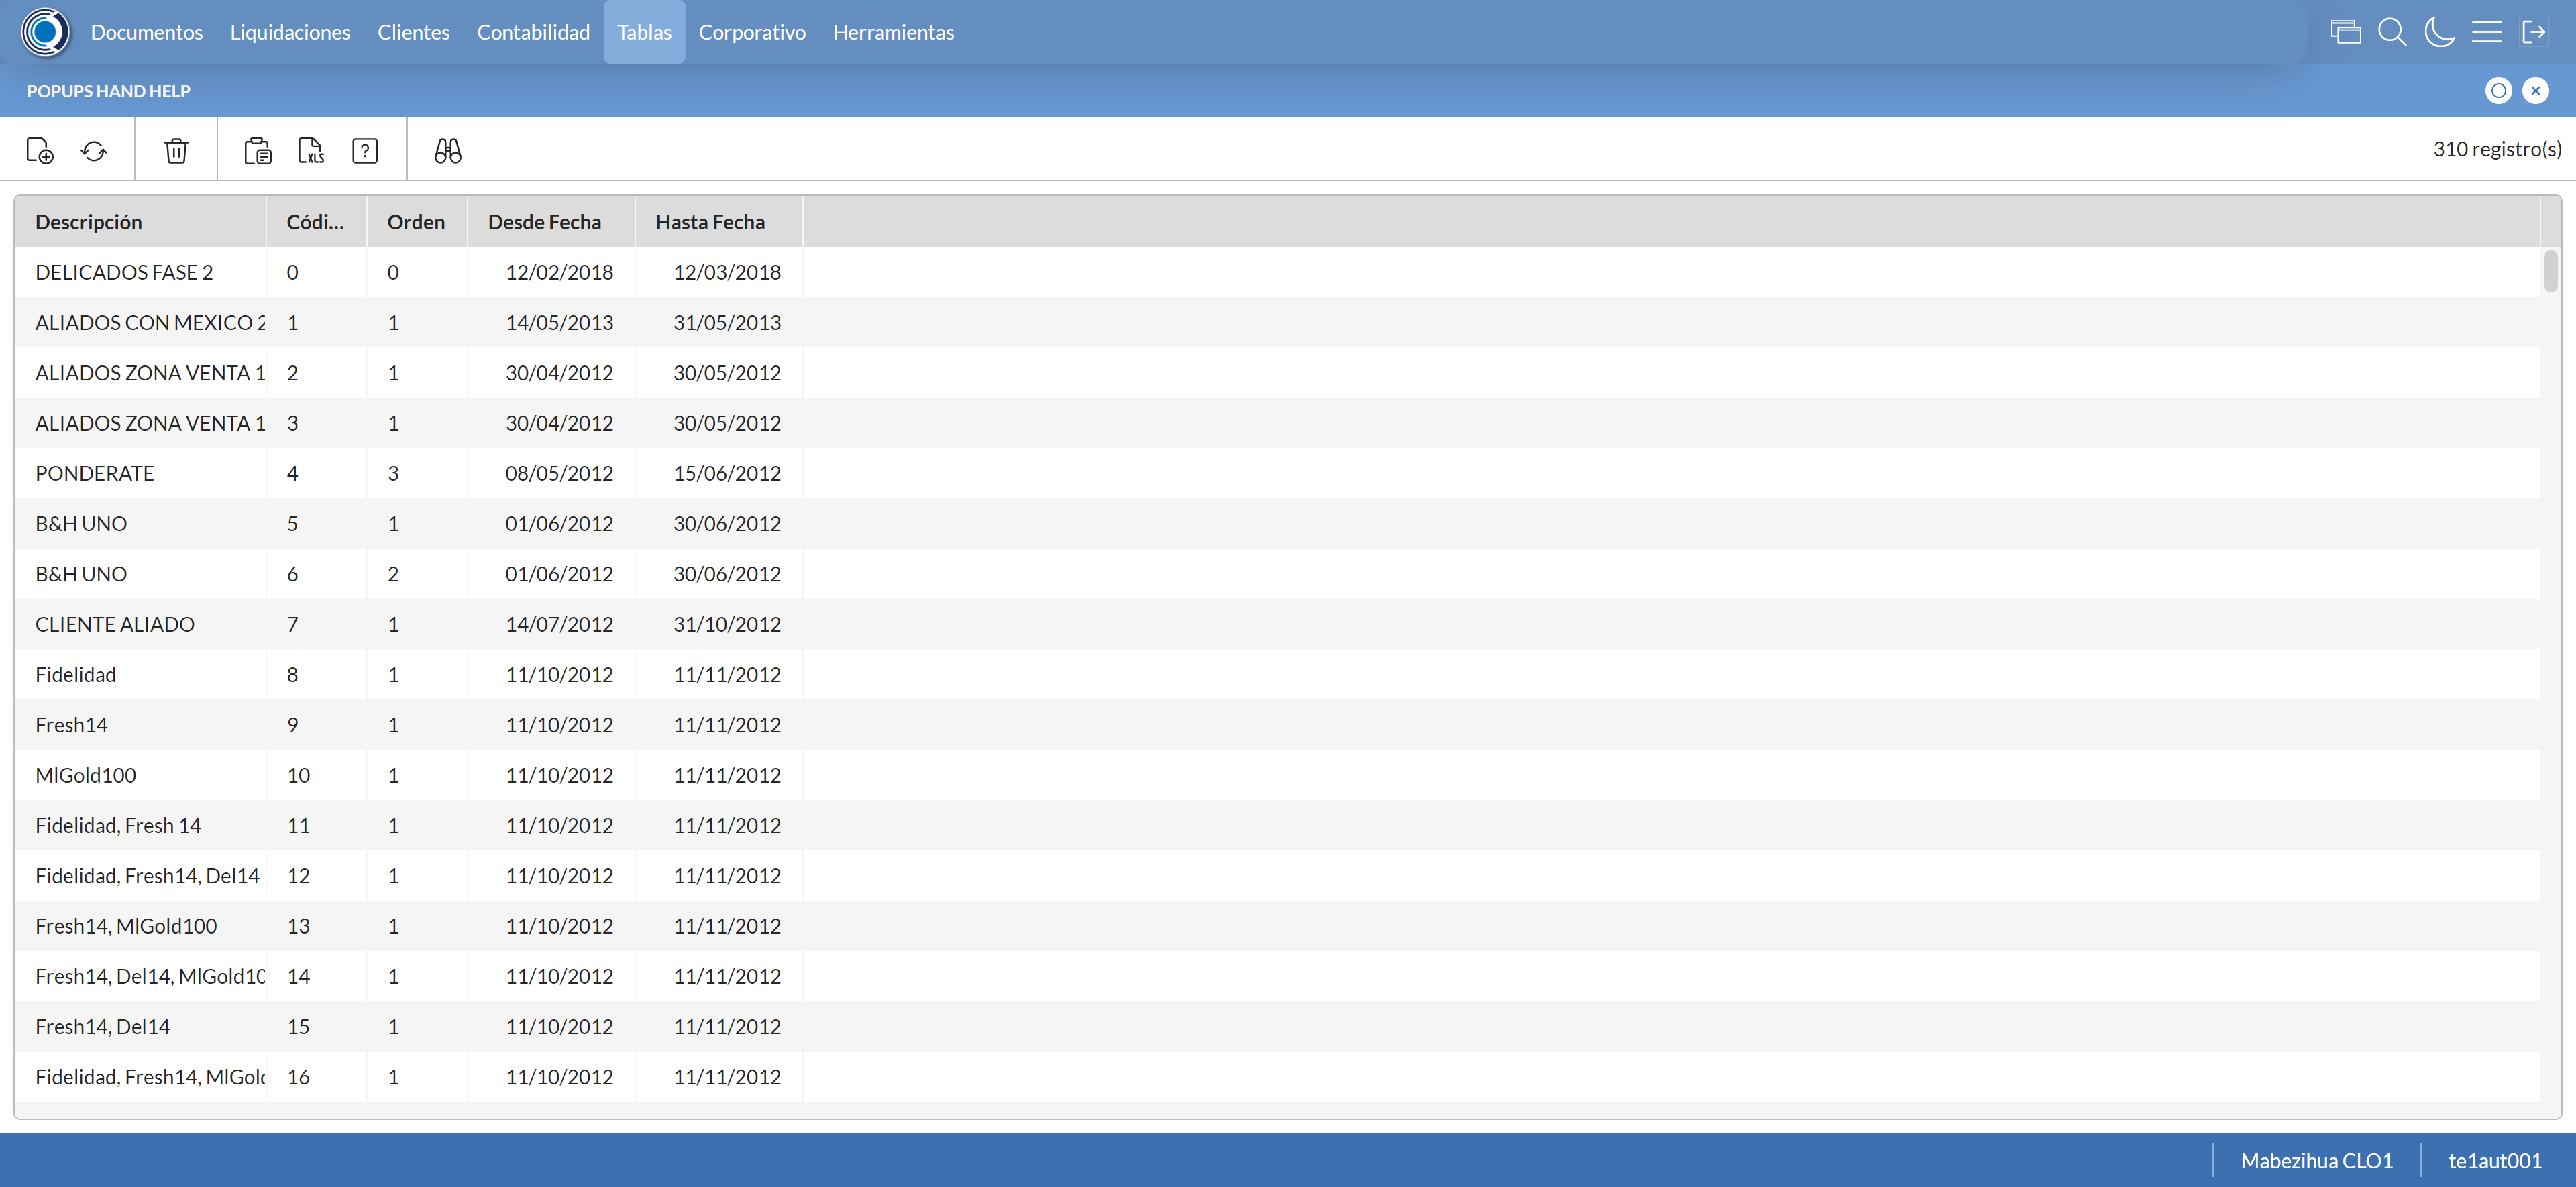 Documentos Liquidaciones Clientes Contabilidad Tablas Corporativo Herramientas
POPUPS HAND HELP
XLS ? 310 registro(s)
Descripción Códi... Orden Desde Fecha Hasta Fecha
DELICADOS FASE 2 0 0 12/02/2018 12/03/2018
ALIADOS CON MEXICO 2 1 1 14/05/2013 31/05/2013
ALIADOS ZONA VENTA 1 2 1 30/04/2012 30/05/2012
ALIADOS ZONA VENTA 1 3 1 30/04/2012 30/05/2012
PONDERATE 4 3 08/05/2012 15/06/2012
B&H UNO 5 1 01/06/2012 30/06/2012
B&H UNO 6 2 01/06/2012 30/06/2012
CLIENTE ALIADO 7 1 14/07/2012 31/10/2012
Fidelidad 8 1 11/10/2012 11/11/2012
Fresh14 9 1 11/10/2012 11/11/2012
MlGold100 10 1 11/10/2012 11/11/2012
Fidelidad, Fresh 14 11 1 11/10/2012 11/11/2012
Fidelidad, Fresh14, Del14 12 1 11/10/2012 11/11/2012
Fresh14, MlGold100 13 1 11/10/2012 11/11/2012
Fresh14, Del14, MlGold10 14 1 11/10/2012 11/11/2012
Fresh14, Del14 15 1 11/10/2012 11/11/2012
Fidelidad, Fresh14, MlGol 16 1 11/10/2012 11/11/2012
Mabezihua CLO1 te1aut001